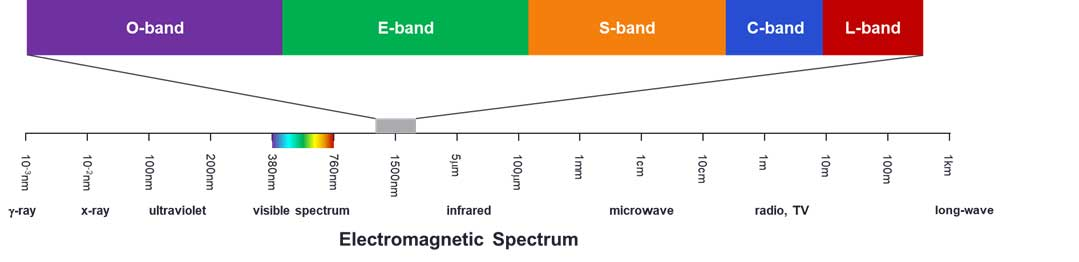 O-band E-band S-band C-band L-band
10⁻³nm 10⁻²nm 100nm 200nm 380nm 760nm 1500nm 5μm 100μm 1mm 1cm 10cm 1m 10m 100m 1km
γ-ray x-ray ultraviolet visible spectrum infrared microwave radio, TV long-wave
Electromagnetic Spectrum